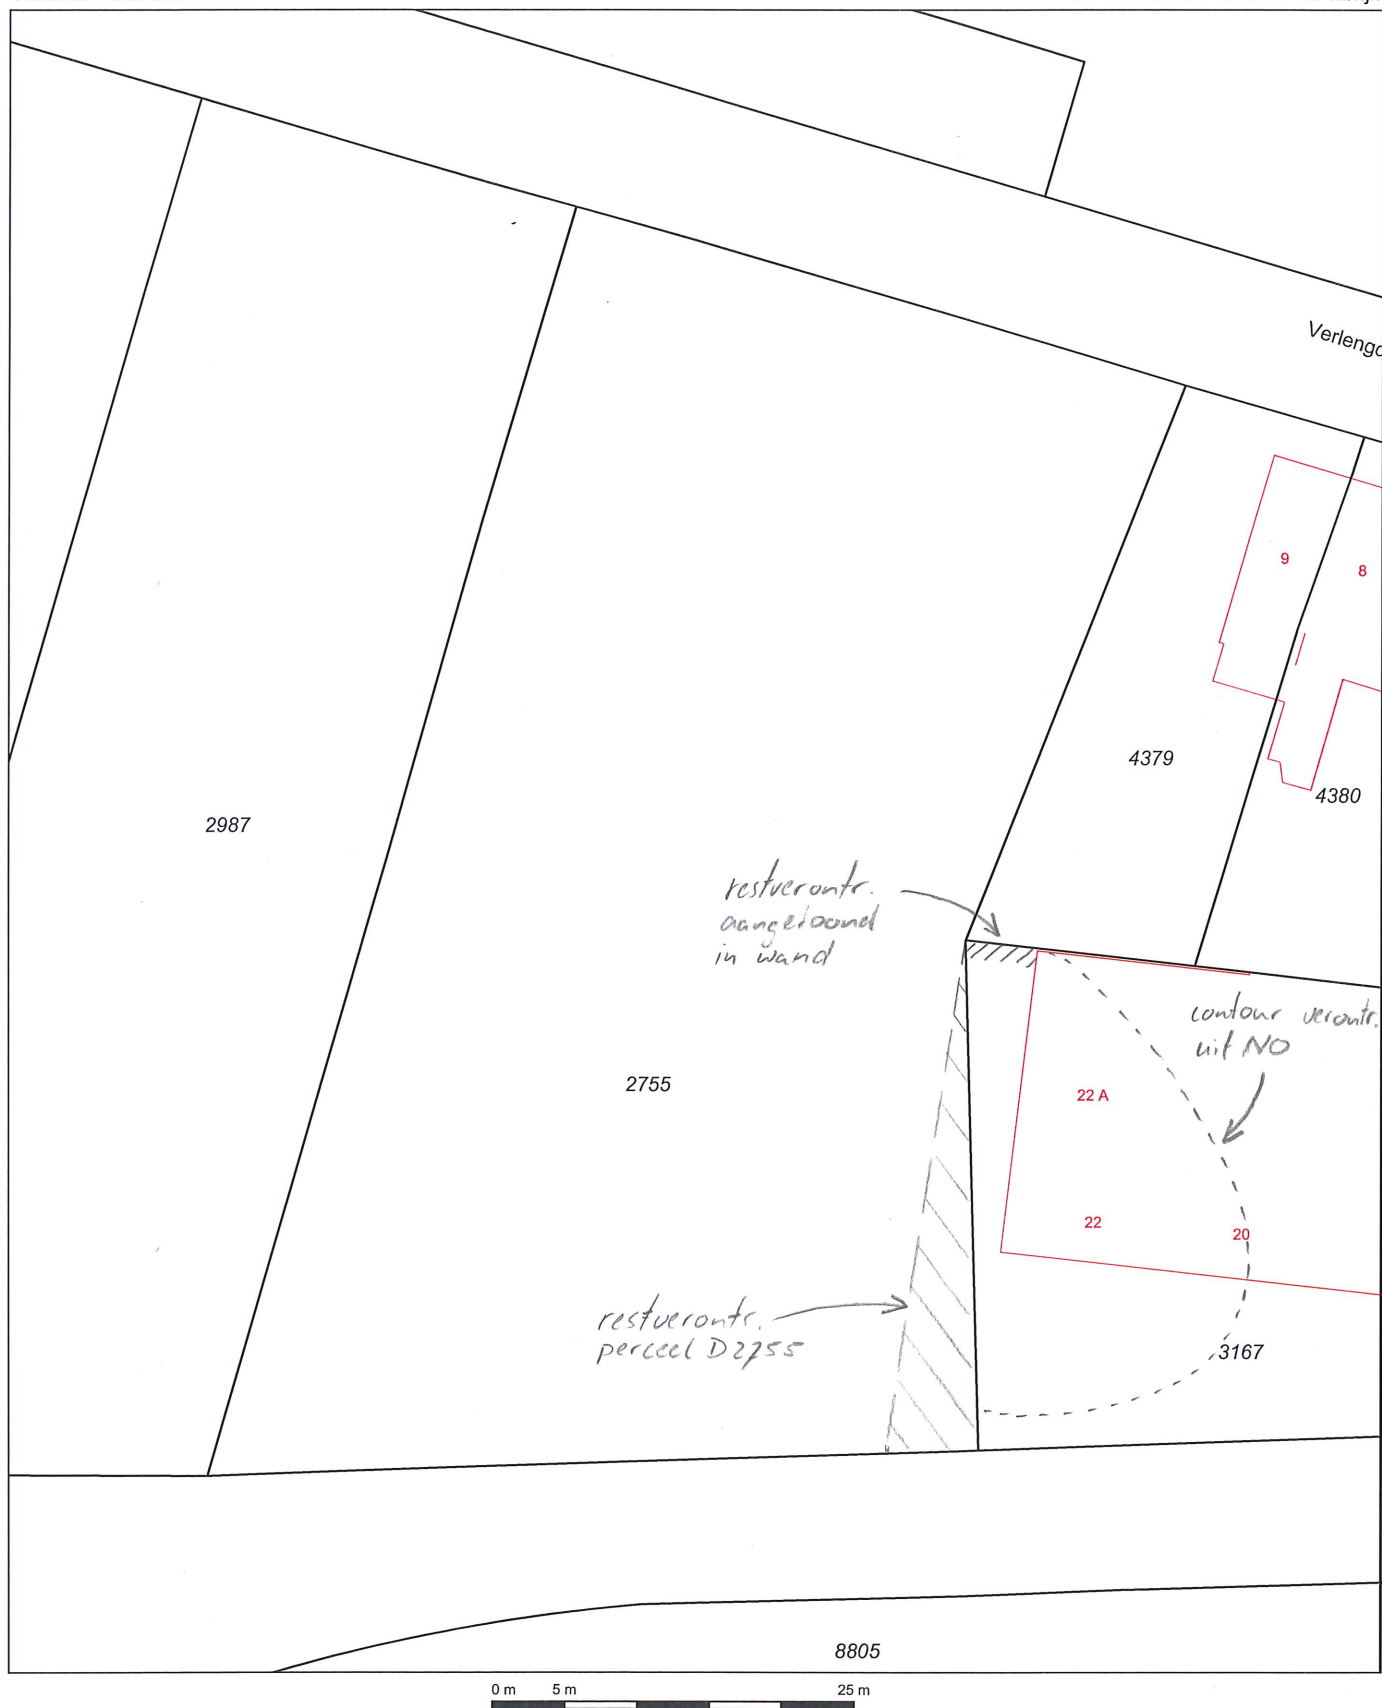 Verlengd
9
8
4379
4380
2987
restverontr.
aangetoond
in wand
contour verontr.
uit NO
2755
22 A
22
20
restverontr.
perceel D2755
3167
8805
0 m 5 m 25 m